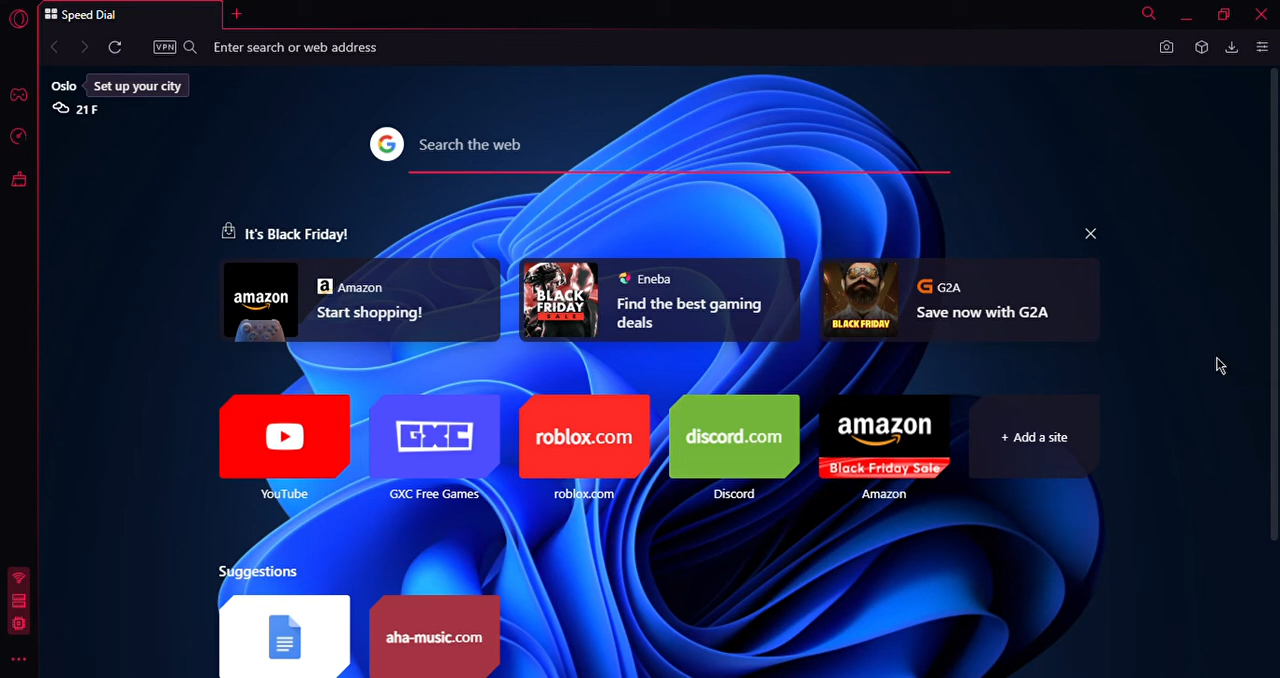 Speed Dial
VPN
Enter search or web address
Oslo
Set up your city
21 F
Search the web
It's Black Friday!
amazon
Amazon
Start shopping!
BLACK
FRIDAY
SALE
Eneba
Find the best gaming
deals
BLACK FRIDAY
G2A
Save now with G2A
YouTube
GXC
GXC Free Games
roblox.com
roblox.com
discord.com
Discord
amazon
Black Friday Sale
Amazon
+ Add a site
Suggestions
aha-music.com